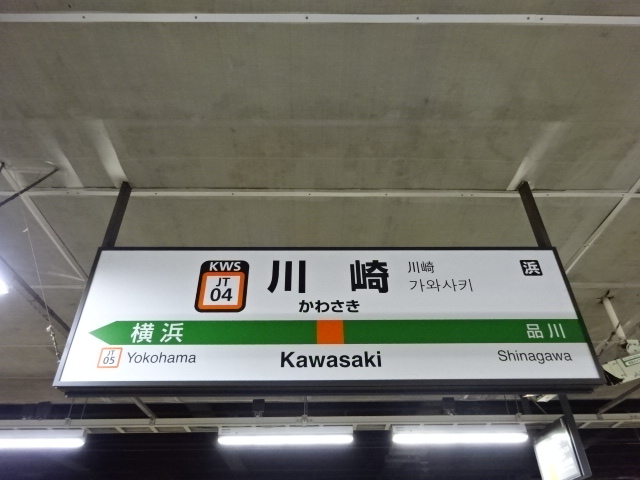 KWS
JT
04
川崎
かわさき
川崎
가와사키
浜
横浜
品川
JT
05
Yokohama
Kawasaki
Shinagawa